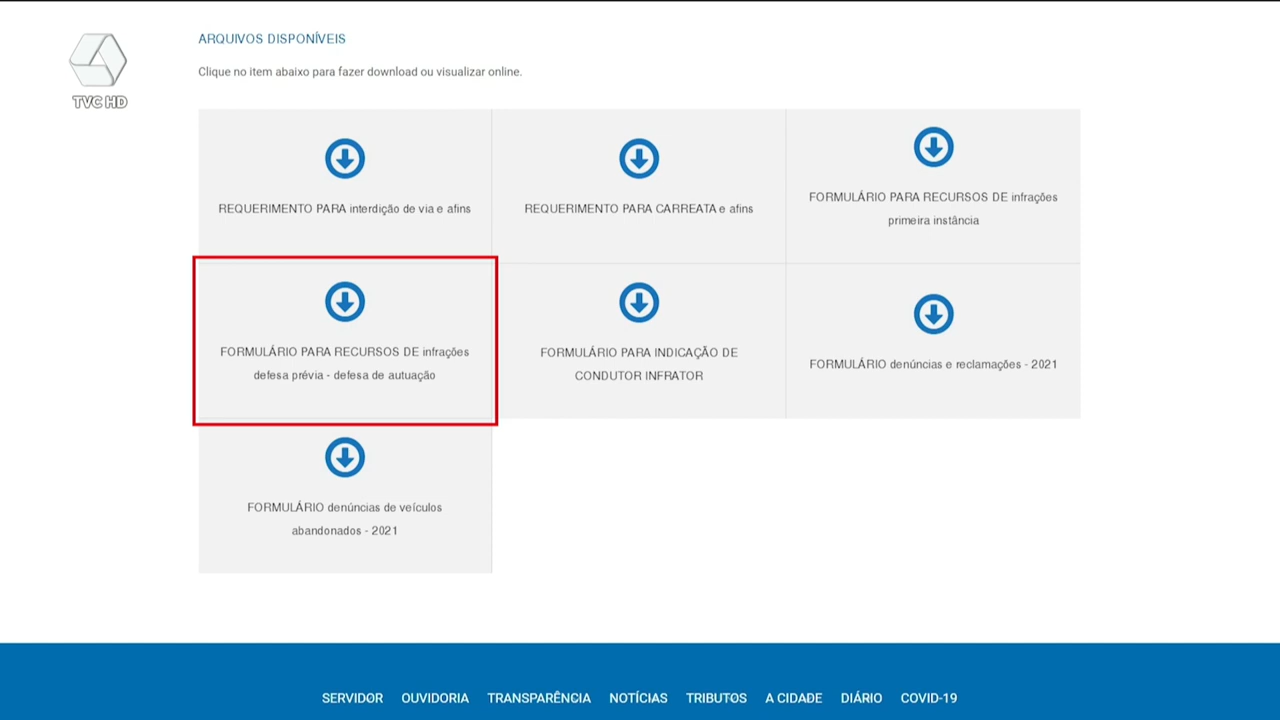 ARQUIVOS DISPONÍVEIS
Clique no item abaixo para fazer download ou visualizar online.
TVC HD
REQUERIMENTO PARA interdição de via e afins
REQUERIMENTO PARA CARREATA e afins
FORMULÁRIO PARA RECURSOS DE infrações
primeira instância
FORMULÁRIO PARA RECURSOS DE infrações
defesa prévia - defesa de autuação
FORMULÁRIO PARA INDICAÇÃO DE
CONDUTOR INFRATOR
FORMULÁRIO denúncias e reclamações - 2021
FORMULÁRIO denúncias de veículos
abandonados - 2021
SERVIDOR OUVIDORIA TRANSPARÊNCIA NOTÍCIAS TRIBUTOS A CIDADE DIÁRIO COVID-19